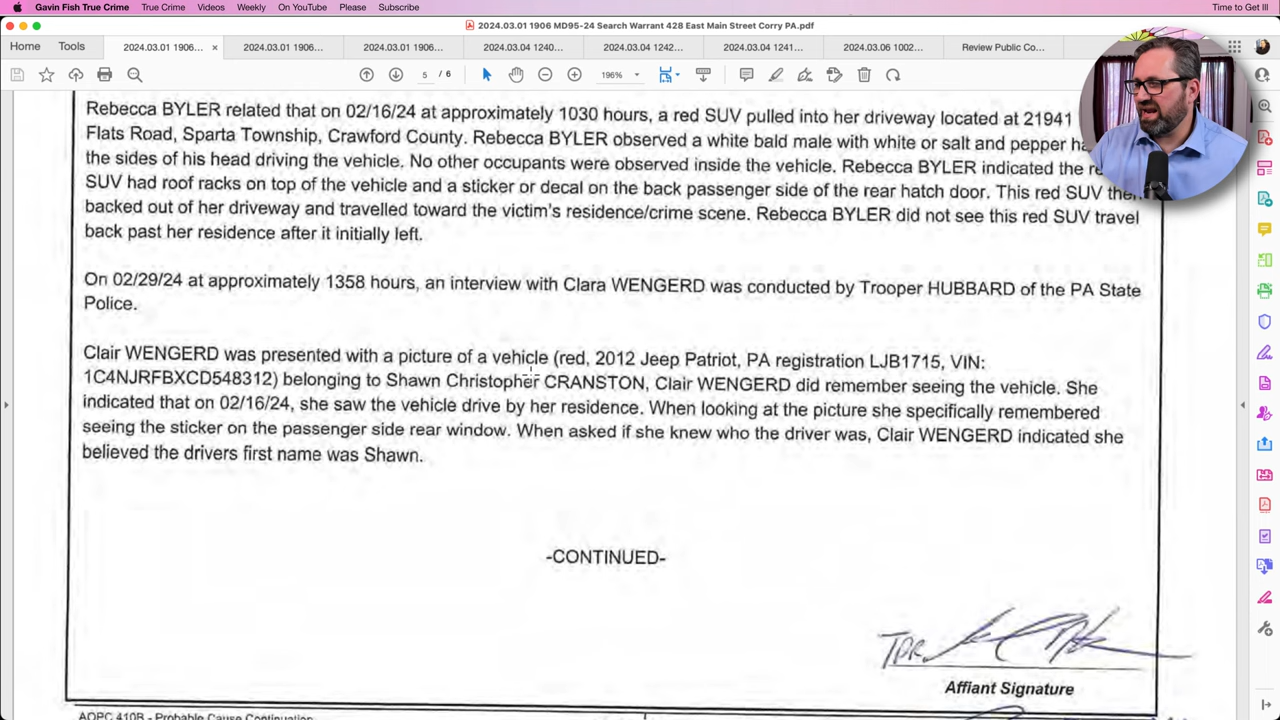 Gavin Fish True Crime True Crime Videos Weekly On YouTube Please Subscribe Time to Get Ill
2024.03.01 1906 MD95-24 Search Warrant 428 East Main Street Corry PA.pdf
Home Tools 2024.03.01 1906... × 2024.03.01 1906... 2024.03.01 1906... 2024.03.04 1240... 2024.03.04 1242... 2024.03.04 1241... 2024.03.06 1002... Review Public Co...
5 / 6 196%
Rebecca BYLER related that on 02/16/24 at approximately 1030 hours, a red SUV pulled into her driveway located at 21941
Flats Road, Sparta Township, Crawford County. Rebecca BYLER observed a white bald male with white or salt and pepper
the sides of his head driving the vehicle. No other occupants were observed inside the vehicle. Rebecca BYLER indicated the
SUV had roof racks on top of the vehicle and a sticker or decal on the back passenger side of the rear hatch door. This red SUV then
backed out of her driveway and travelled toward the victim's residence/crime scene. Rebecca BYLER did not see this red SUV travel
back past her residence after it initially left.
On 02/29/24 at approximately 1358 hours, an interview with Clara WENGERD was conducted by Trooper HUBBARD of the PA State
Police.
Clair WENGERD was presented with a picture of a vehicle (red, 2012 Jeep Patriot, PA registration LJB1715, VIN:
1C4NJRFBXCD548312) belonging to Shawn Christopher CRANSTON, Clair WENGERD did remember seeing the vehicle. She
indicated that on 02/16/24, she saw the vehicle drive by her residence. When looking at the picture she specifically remembered
seeing the sticker on the passenger side rear window. When asked if she knew who the driver was, Clair WENGERD indicated she
believed the drivers first name was Shawn.
-CONTINUED-
TPR
Affiant Signature
AOPC 410B - Probable Cause Continuation